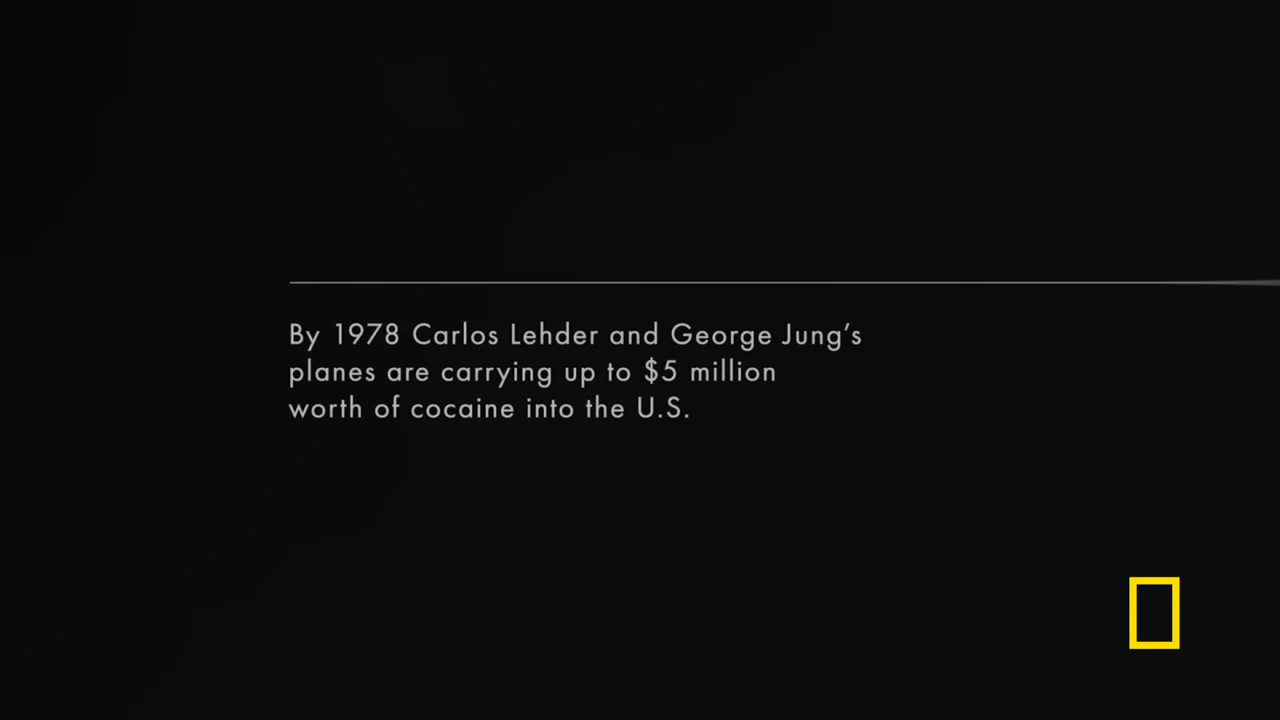 By 1978 Carlos Lehder and George Jung's
planes are carrying up to $5 million
worth of cocaine into the U.S.